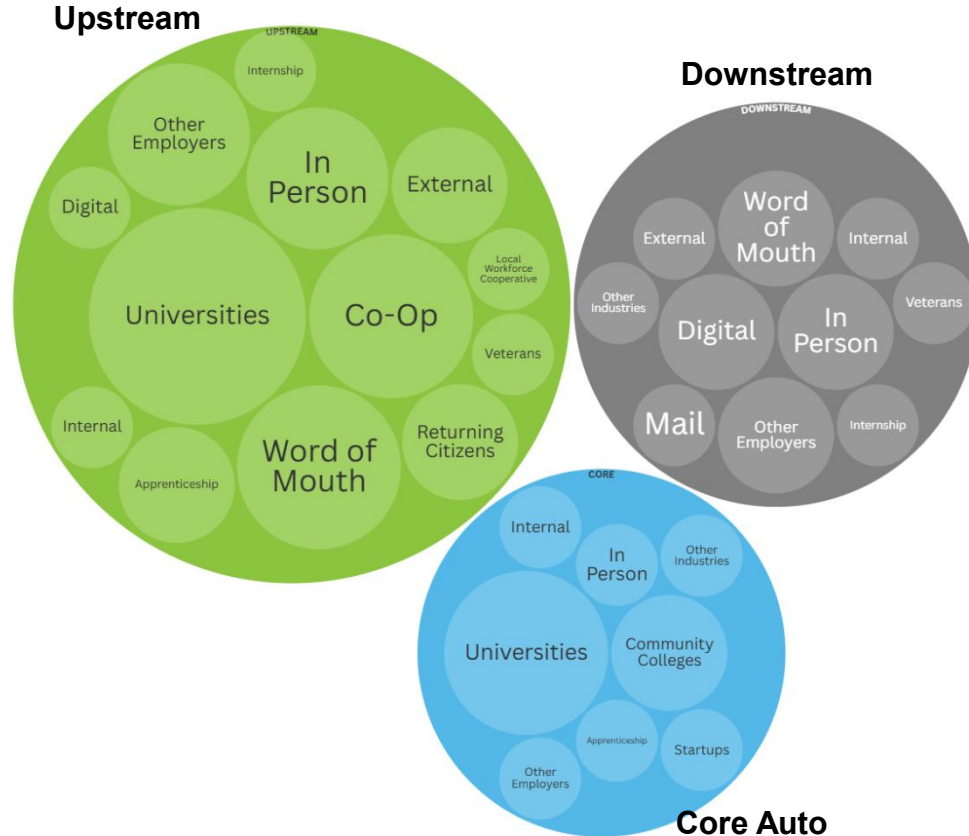 Upstream
UPSTREAM
Internship
Other
Employers
In
Person
External
Digital
Local
Workforce
Cooperative
Universities
Co-Op
Veterans
Internal
Word of
Mouth
Returning
Citizens
Apprenticeship
Downstream
DOWNSTREAM
Word
of
Mouth
External
Internal
Other
Industries
Veterans
Digital
In
Person
Mail
Other
Employers
Internship
CORE
Internal
In
Person
Other
Industries
Universities
Community
Colleges
Apprenticeship
Startups
Other
Employers
Core Auto